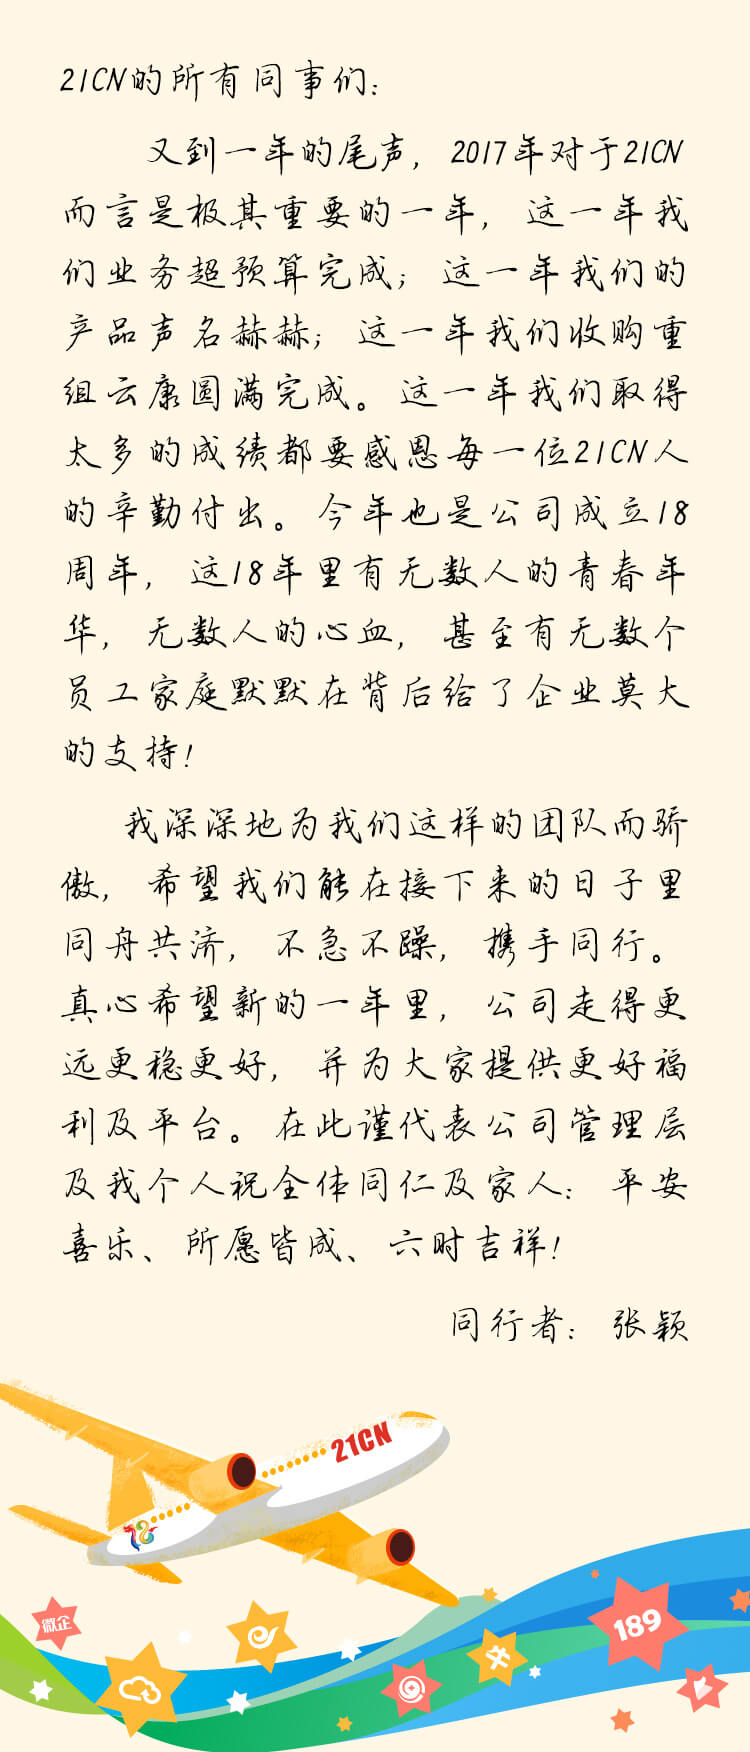 21CN的所有同事们:
又到一年的尾声, 2017年对于21CN
而言是极其重要的一年, 这一年我
们业务超预算完成; 这一年我们的
产品声名赫赫; 这一年我们收购重
组云康圆满完成。这一年我们取得
太多的成绩都要感恩每一位21CN人
的辛勤付出。今年也是公司成立18
周年, 这18年里有无数人的青春年
华, 无数人的心血, 甚至有无数个
员工家庭默默在背后给了企业莫大
的支持!
我深深地为我们这样的团队而骄
傲, 希望我们能在接下来的日子里
同舟共济, 不急不躁, 携手同行。
真心希望新的一年里, 公司走得更
远更稳更好, 并为大家提供更好福
利及平台。在此谨代表公司管理层
及我个人祝全体同仁及家人: 平安
喜乐、所愿皆成、六时吉祥!
同行者: 张颖
21CN
18
微企
189
牛